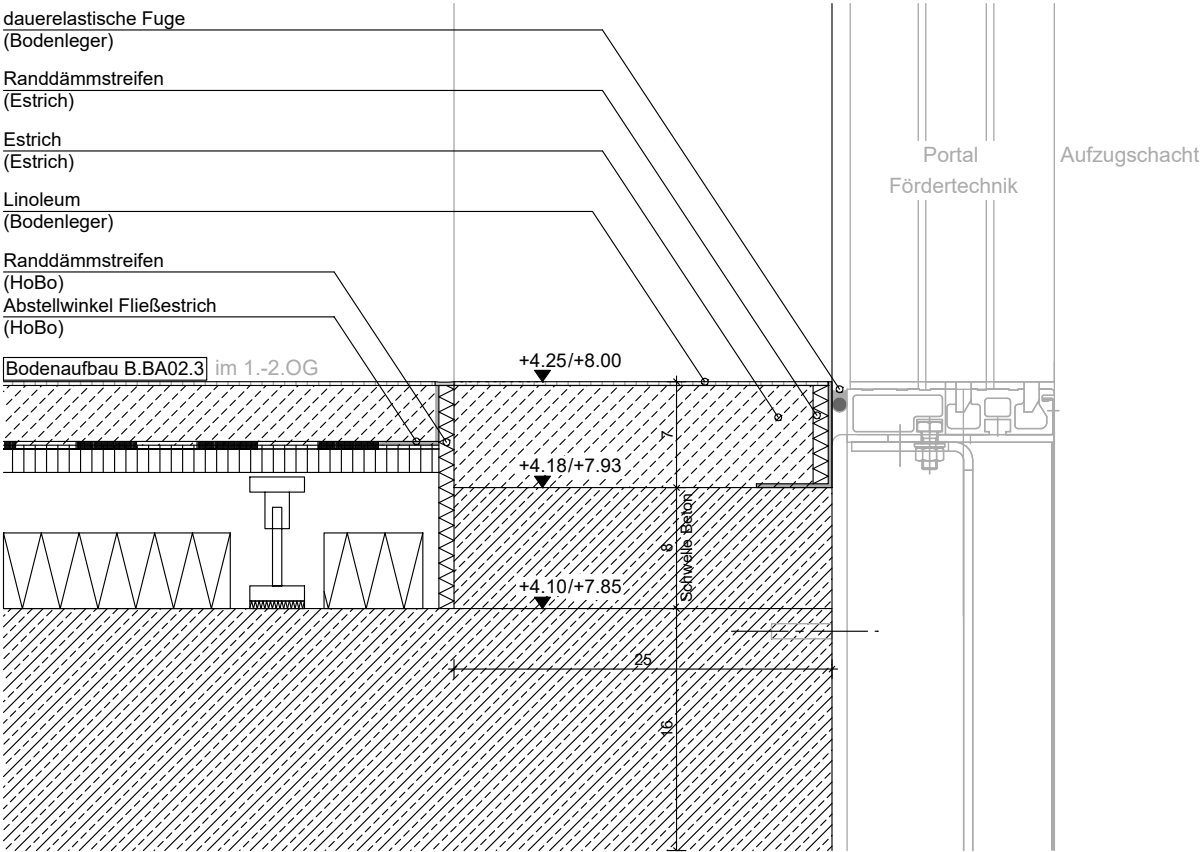 dauerelastische Fuge
(Bodenleger)
Randdämmstreifen
(Estrich)
Estrich
(Estrich)
Linoleum
(Bodenleger)
Randdämmstreifen
(HoBo)
Abstellwinkel Fließestrich
(HoBo)
Bodenaufbau B.BA02.3 im 1.-2.OG
Portal
Fördertechnik
Aufzugschacht
+4.25/+8.00
7
+4.18/+7.93
8
Schwelle Beton
+4.10/+7.85
25
16